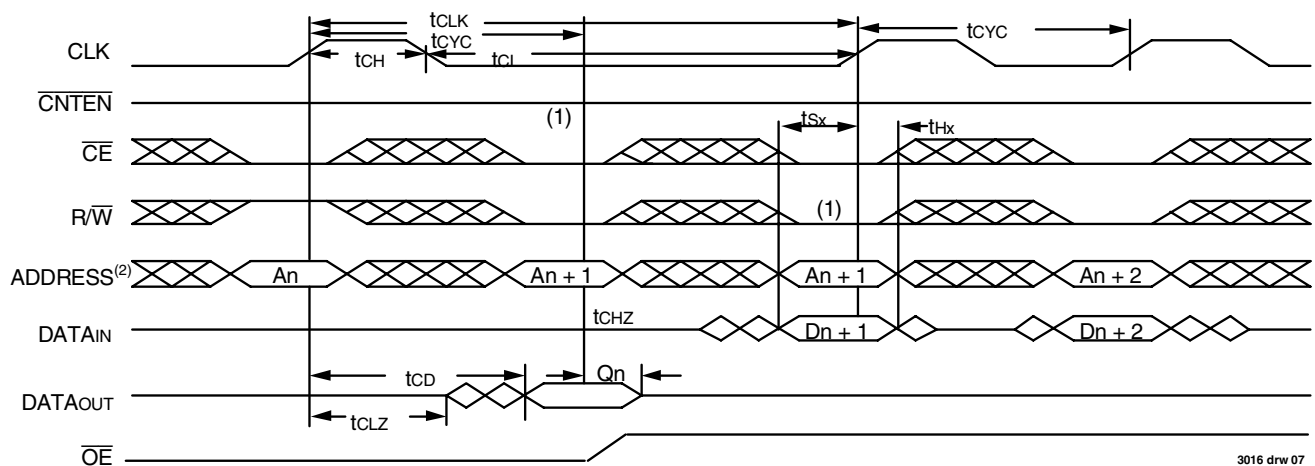 tCLK
tCYC
tCYC
CLK
tCH
tCL
CNTEN
(1)
tSx
tHx
CE
R/W
(1)
ADDRESS(2)
An
An + 1
An + 1
An + 2
tCHZ
DATAIN
Dn + 1
Dn + 2
tCD
Qn
DATAOUT
tCLZ
OE
3016 drw 07